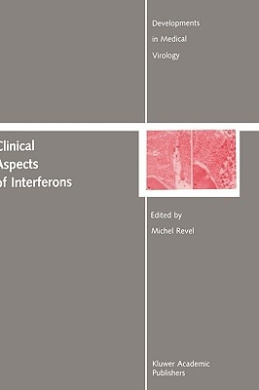 Developments
in Medical
Virology
Clinical
Aspects
of Interferons
Edited by
Michel Revel
Kluwer Academic
Publishers